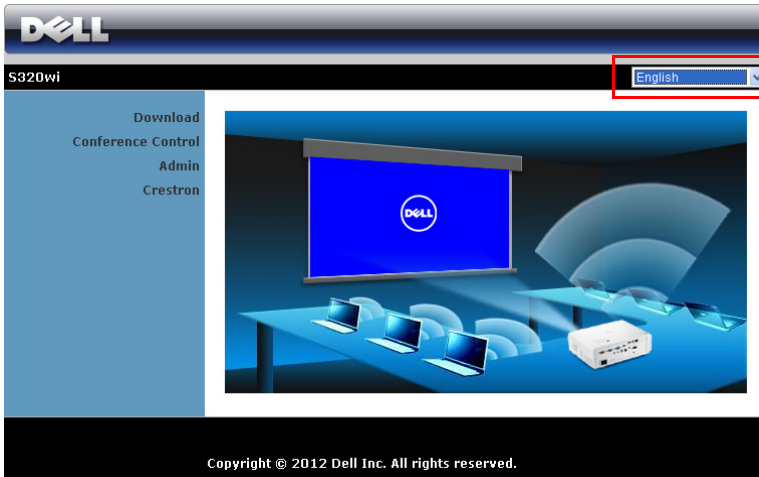 DELL
S320wi
English
Download
Conference Control
Admin
Crestron
DELL
Copyright © 2012 Dell Inc. All rights reserved.